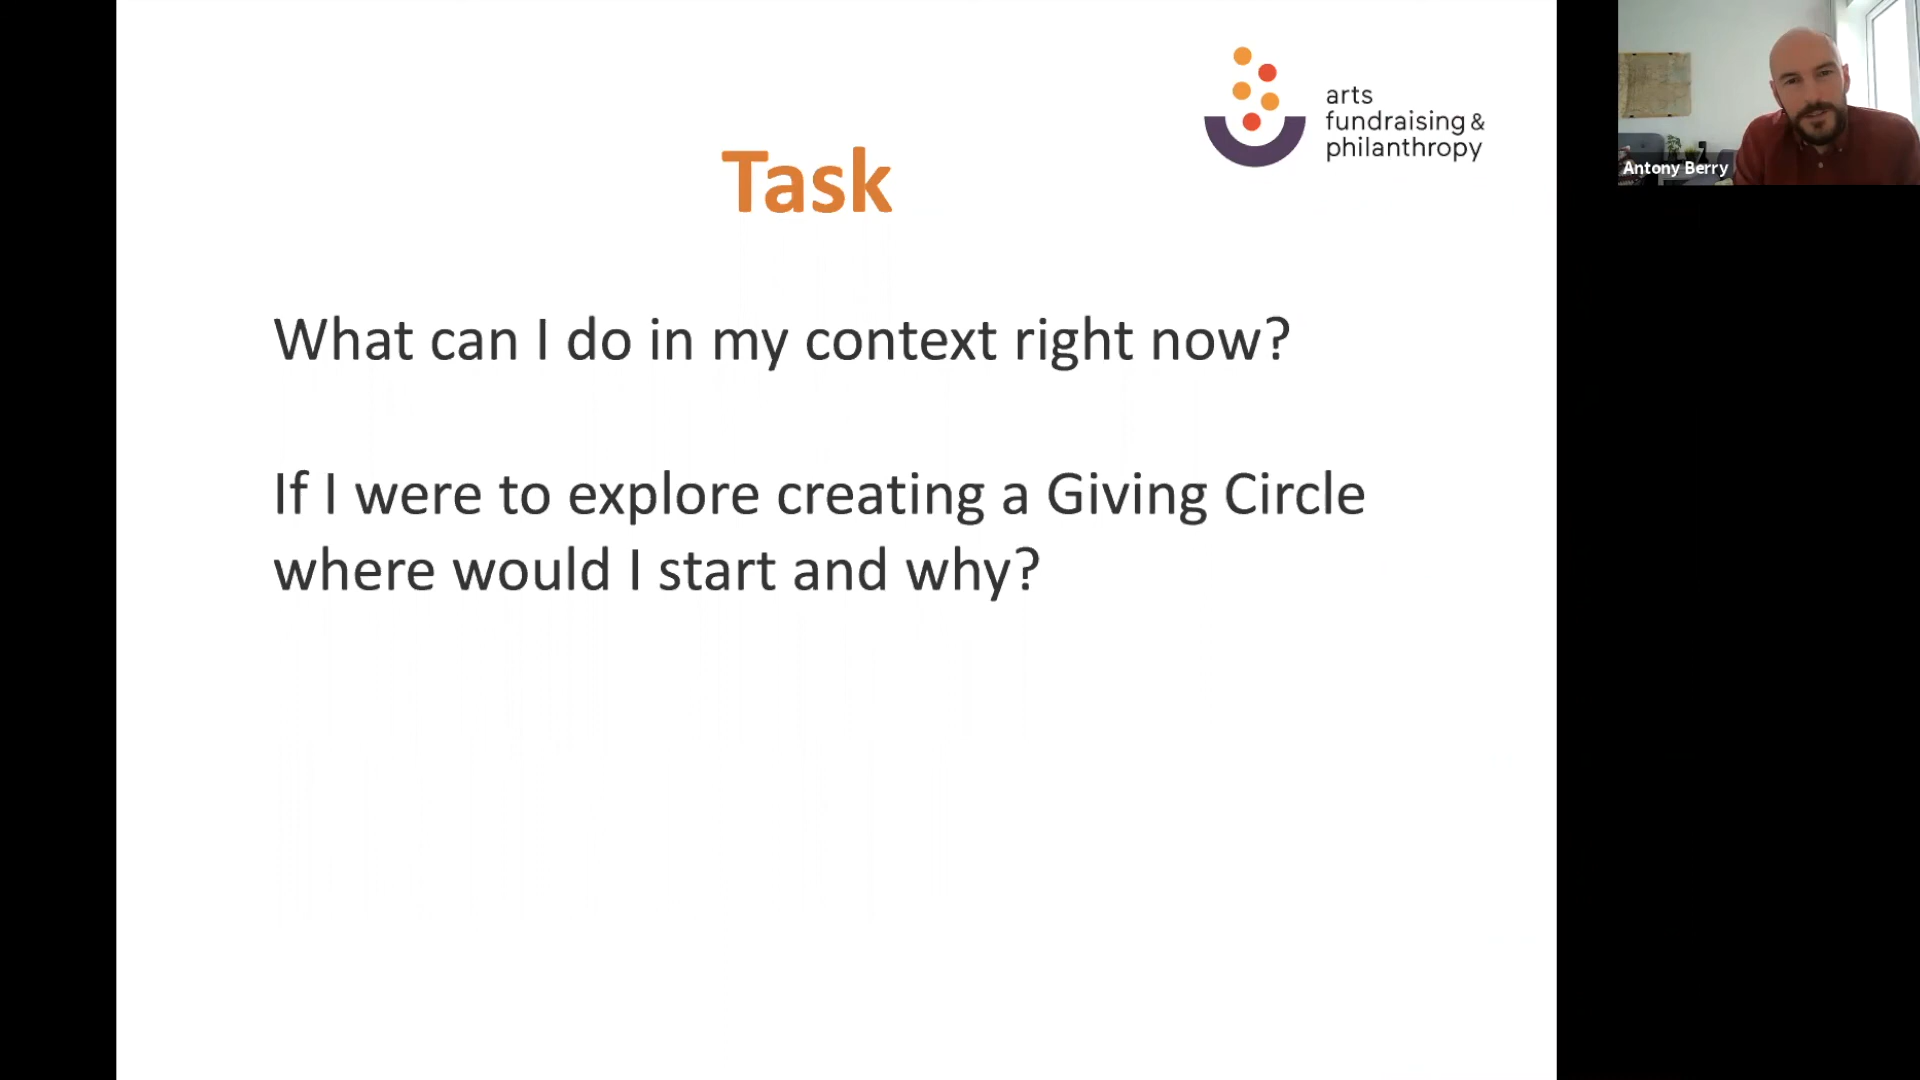 arts
fundraising &
philanthropy
Task
What can I do in my context right now?
If I were to explore creating a Giving Circle
where would I start and why?
Antony Berry